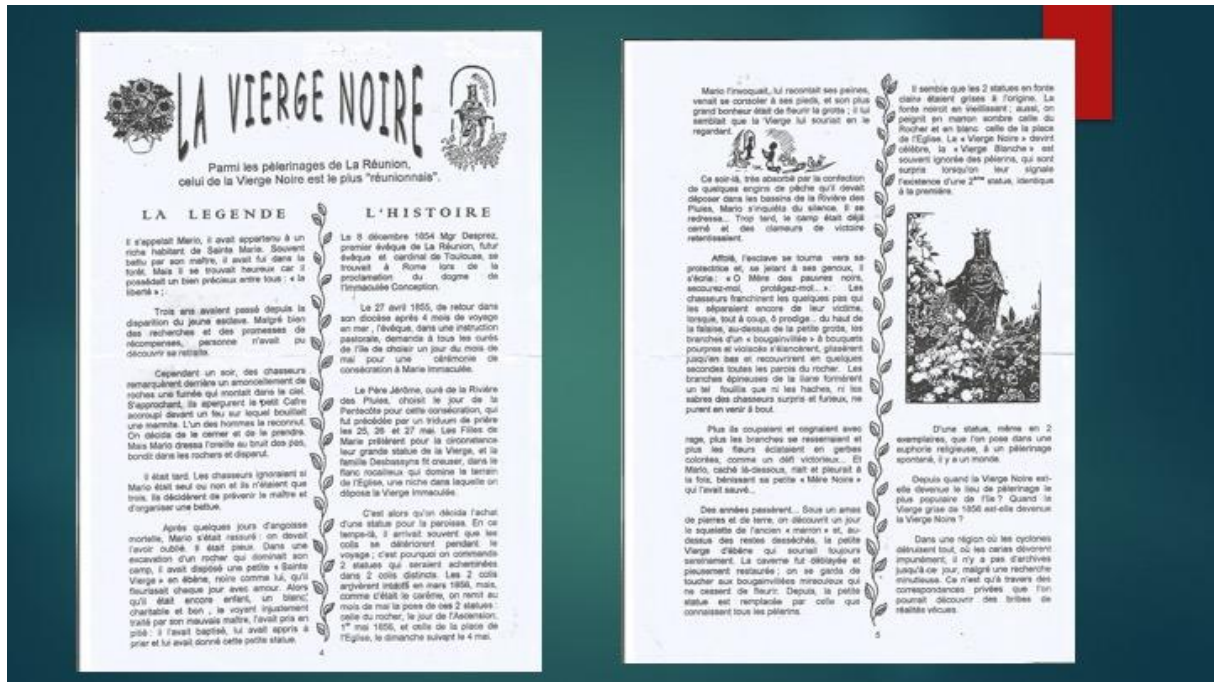 LA VIERGE NOIRE
Parmi les pèlerinages de La Réunion,
celui de la Vierge Noire est le plus "réunionnais".
LA LEGENDE
Il s'appelait Mario, il avait appartenu à un
riche habitant de Sainte Marie. Souvent
battu par son maître, il avait fui dans la
forêt. Mais il se trouvait heureux car il
possédait un bien précieux entre tous : « la
liberté » ;
Trois ans avaient passé depuis la
disparition du jeune esclave. Malgré bien
des recherches et des promesses de
récompenses, personne n'avait pu
découvrir sa retraite.
Cependant un soir, des chasseurs
remarquèrent derrière un amoncellement de
roches une fumée qui montait dans le ciel.
S'approchant, ils aperçurent le petit Cafre
accroupi devant un feu sur lequel bouillait
une marmite. L'un des hommes le reconnut.
On décida de le cerner et de le prendre.
Mais Mario dressa l'oreille au bruit des pas,
bondit dans les rochers et disparut.
Il était tard. Les chasseurs ignoraient si
Mario était seul ou non et ils n'étaient que
trois. Ils décidèrent de prévenir le maître et
d'organiser une battue.
Après quelques jours d'angoisse
mortelle, Mario s'était rassuré : on devait
l'avoir oublié. Il était pieux. Dans une
excavation d'un rocher qui dominait son
camp, il avait disposé une petite « Sainte
Vierge » en ébène, noire comme lui, qu'il
fleurissait chaque jour avec amour. Alors
qu'il était encore enfant, un blanc,
charitable et bon , le voyant injustement
traité par son mauvais maître, l'avait pris en
pitié : il l'avait baptisé, lui avait appris à
prier et lui avait donné cette petite statue.
L'HISTOIRE
Le 8 décembre 1854 Mgr Desprez,
premier évêque de La Réunion, futur
évêque et cardinal de Toulouse, se
trouvait à Rome lors de la
proclamation du dogme de
l'Immaculée Conception.
Le 27 avril 1855, de retour dans
son diocèse après 4 mois de voyage
en mer , l'évêque, dans une instruction
pastorale, demanda à tous les curés
de l'île de choisir un jour du mois de
mai pour une cérémonie de
consécration à Marie Immaculée.
Le Père Jérôme, curé de la Rivière
des Pluies, choisit le jour de la
Pentecôte pour cette consécration, qui
fut précédée par un triduum de prière
les 25, 26 et 27 mai. Les Filles de
Marie prêtèrent pour la circonstance
leur grande statue de la Vierge, et la
famille Desbassyns fit creuser, dans le
flanc rocailleux qui domine le terrain
de l'Eglise, une niche dans laquelle on
déposa la Vierge Immaculée.
C'est alors qu'on décida l'achat
d'une statue pour la paroisse. En ce
temps-là, il arrivait souvent que les
colis se détériorent pendant le
voyage ; c'est pourquoi on commanda
2 statues qui seraient acheminées
dans 2 colis distincts. Les 2 colis
arrivèrent intacts en mars 1856, mais,
comme c'était le carême, on remit au
mois de mai la pose de ces 2 statues :
celle du rocher, le jour de l'Ascension,
1er mai 1856, et celle de la place de
l'Eglise, le dimanche suivant le 4 mai.
4
Mario l'invoquait, lui racontait ses peines,
venait se consoler à ses pieds, et son plus
grand bonheur était de fleurir la grotte ; il lui
semblait que la Vierge lui souriait en le
regardant.
Ce soir-là, très absorbé par la confection
de quelques engins de pêche qu'il devait
déposer dans les bassins de la Rivière des
Pluies, Mario s'inquiéta du silence. Il se
redresse... Trop tard, le camp était déjà
cerné et des clameurs de victoire
retentissaient.
Affolé, l'esclave se tourna vers sa
protectrice et, se jetant à ses genoux, il
s'écria : « O Mère des pauvres noirs,
secourez-moi, protégez-moi... ». Les
chasseurs franchirent les quelques pas qui
les séparaient encore de leur victime,
lorsque, tout à coup, ô prodige... du haut de
la falaise, au-dessus de la petite grotte, les
branches d'un « bougainvillée » à bouquets
pourpres et violacés s'élancèrent, glissèrent
jusqu'en bas et recouvrirent en quelques
secondes toutes les parois du rocher. Les
branches épineuses de la liane formèrent
un tel fouillis que ni les haches, ni les
sabres des chasseurs surpris et furieux, ne
purent en venir à bout.
Plus ils coupaient et cognaient avec
rage, plus les branches se resserraient et
plus les fleurs éclataient en gerbes
colorées, comme un défi victorieux... Et
Mario, caché là-dessous, riait et pleurait à
la fois, bénissant sa petite « Mère Noire »
qui l'avait sauvé...
Des années passèrent... Sous un amas
de pierres et de terre, on découvrit un jour
le squelette de l'ancien « marron » et, au-
dessus des restes desséchés, la petite
Vierge d'ébène qui souriait toujours
sereinement. La caverne fut déblayée et
pieusement restaurée ; on se garda de
toucher aux bougainvillées miraculeux qui
ne cessent de fleurir. Depuis, la petite
statue est remplacée par celle que
connaissent tous les pèlerins.
Il semble que les 2 statues en fonte
claire étaient grises à l'origine. La
fonte noircit en vieillissant ; aussi, on
peignit en marron sombre celle du
Rocher et en blanc celle de la place
de l'Eglise. La « Vierge Noire » devint
célèbre, la « Vierge Blanche » est
souvent ignorée des pèlerins, qui sont
surpris lorsqu'on leur signale
l'existence d'une 2ème statue, identique
à la première.
D'une statue, même en 2
exemplaires, que l'on pose dans une
euphorie religieuse, à un pèlerinage
spontané, il y a un monde.
Depuis quand la Vierge Noire est-
elle devenue le lieu de pèlerinage le
plus populaire de l'île ? Quand la
Vierge grise de 1856 est-elle devenue
la Vierge Noire ?
Dans une région où les cyclones
détruisent tout, où les carias dévorent
impunément, il n'y a pas d'archives
jusqu'à ce jour, malgré une recherche
minutieuse. Ce n'est qu'à travers des
correspondances privées que l'on
pourrait découvrir des bribes de
réalités vécues.
5